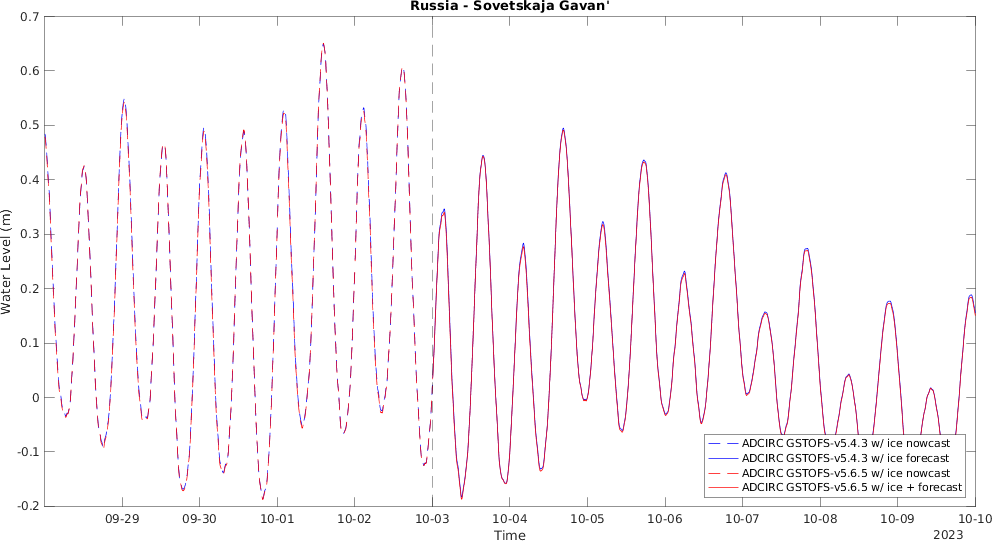 Russia - Sovetskaja Gavan'
0.7
0.6
0.5
0.4
0.3
0.2
0.1
0
-0.1
-0.2
Water Level (m)
09-29 09-30 10-01 10-02 10-03 10-04 10-05 10-06 10-07 10-08 10-09 10-10
Time
2023
ADCIRC GSTOFS-v5.4.3 w/ ice nowcast
ADCIRC GSTOFS-v5.4.3 w/ ice forecast
ADCIRC GSTOFS-v5.6.5 w/ ice nowcast
ADCIRC GSTOFS-v5.6.5 w/ ice + forecast